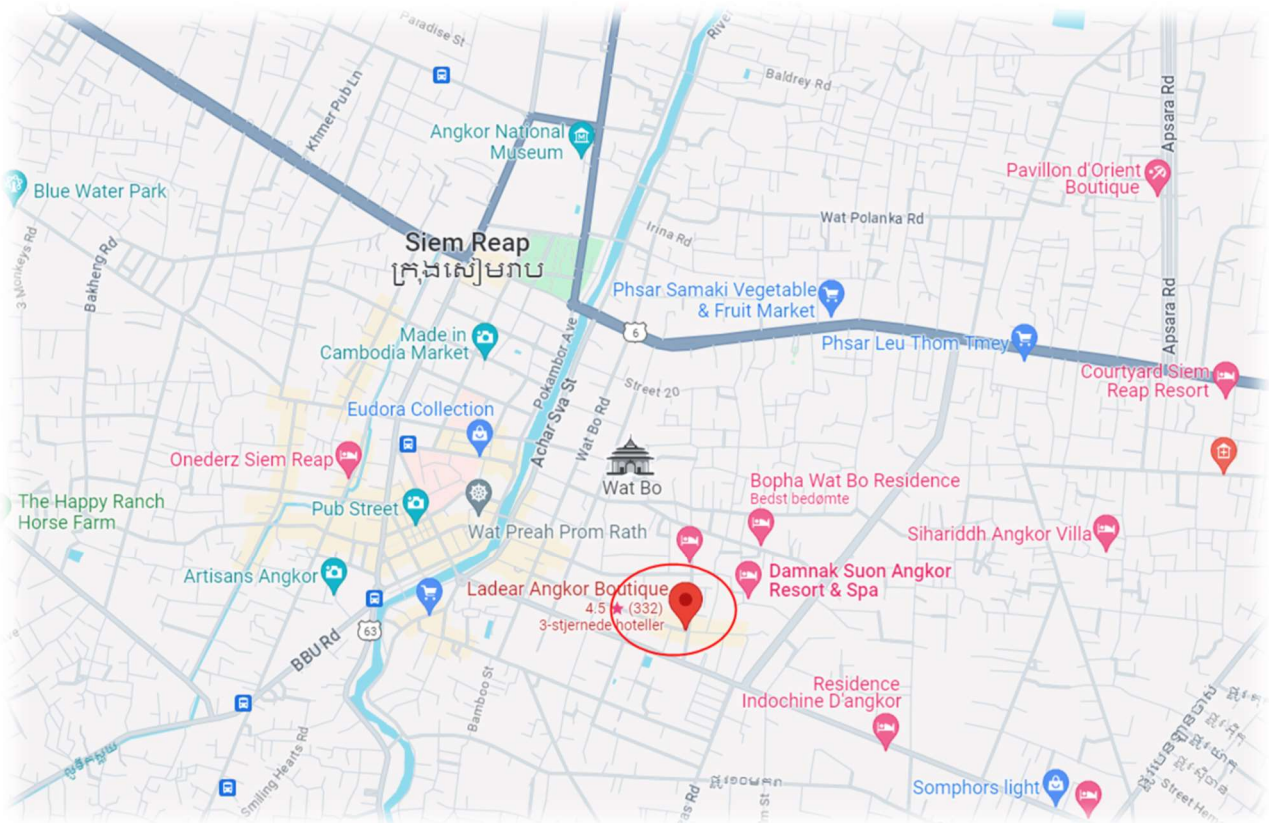 Paradise St
River
Baldrey Rd
Khmer Pub Ln
Apsara Rd
Angkor National
Museum
Pavillon d'Orient
Boutique
Blue Water Park
Wat Polanka Rd
Irina Rd
3 Monkeys Rd
Bakheng Rd
Siem Reap
ក្រុងសៀមរាប
Phsar Samaki Vegetable
& Fruit Market
Apsara Rd
6
Made in
Cambodia Market
Pokambor Ave
Phsar Leu Thom Tmey
Courtyard Siem
Reap Resort
Street 20
Eudora Collection
Achar Sva St
Wat Bo Rd
Onederz Siem Reap
Wat Bo
Bopha Wat Bo Residence
Bedst bedømte
The Happy Ranch
Horse Farm
Pub Street
Wat Preah Prom Rath
Sihariddh Angkor Villa
Artisans Angkor
Ladear Angkor Boutique
4.5 ★ (332)
3-stjernede hoteller
Damnak Suon Angkor
Resort & Spa
63
BBU Rd
Bamboo St
Residence
Indochine D'angkor
Smiling Hearts Rd
Somphors light
Street